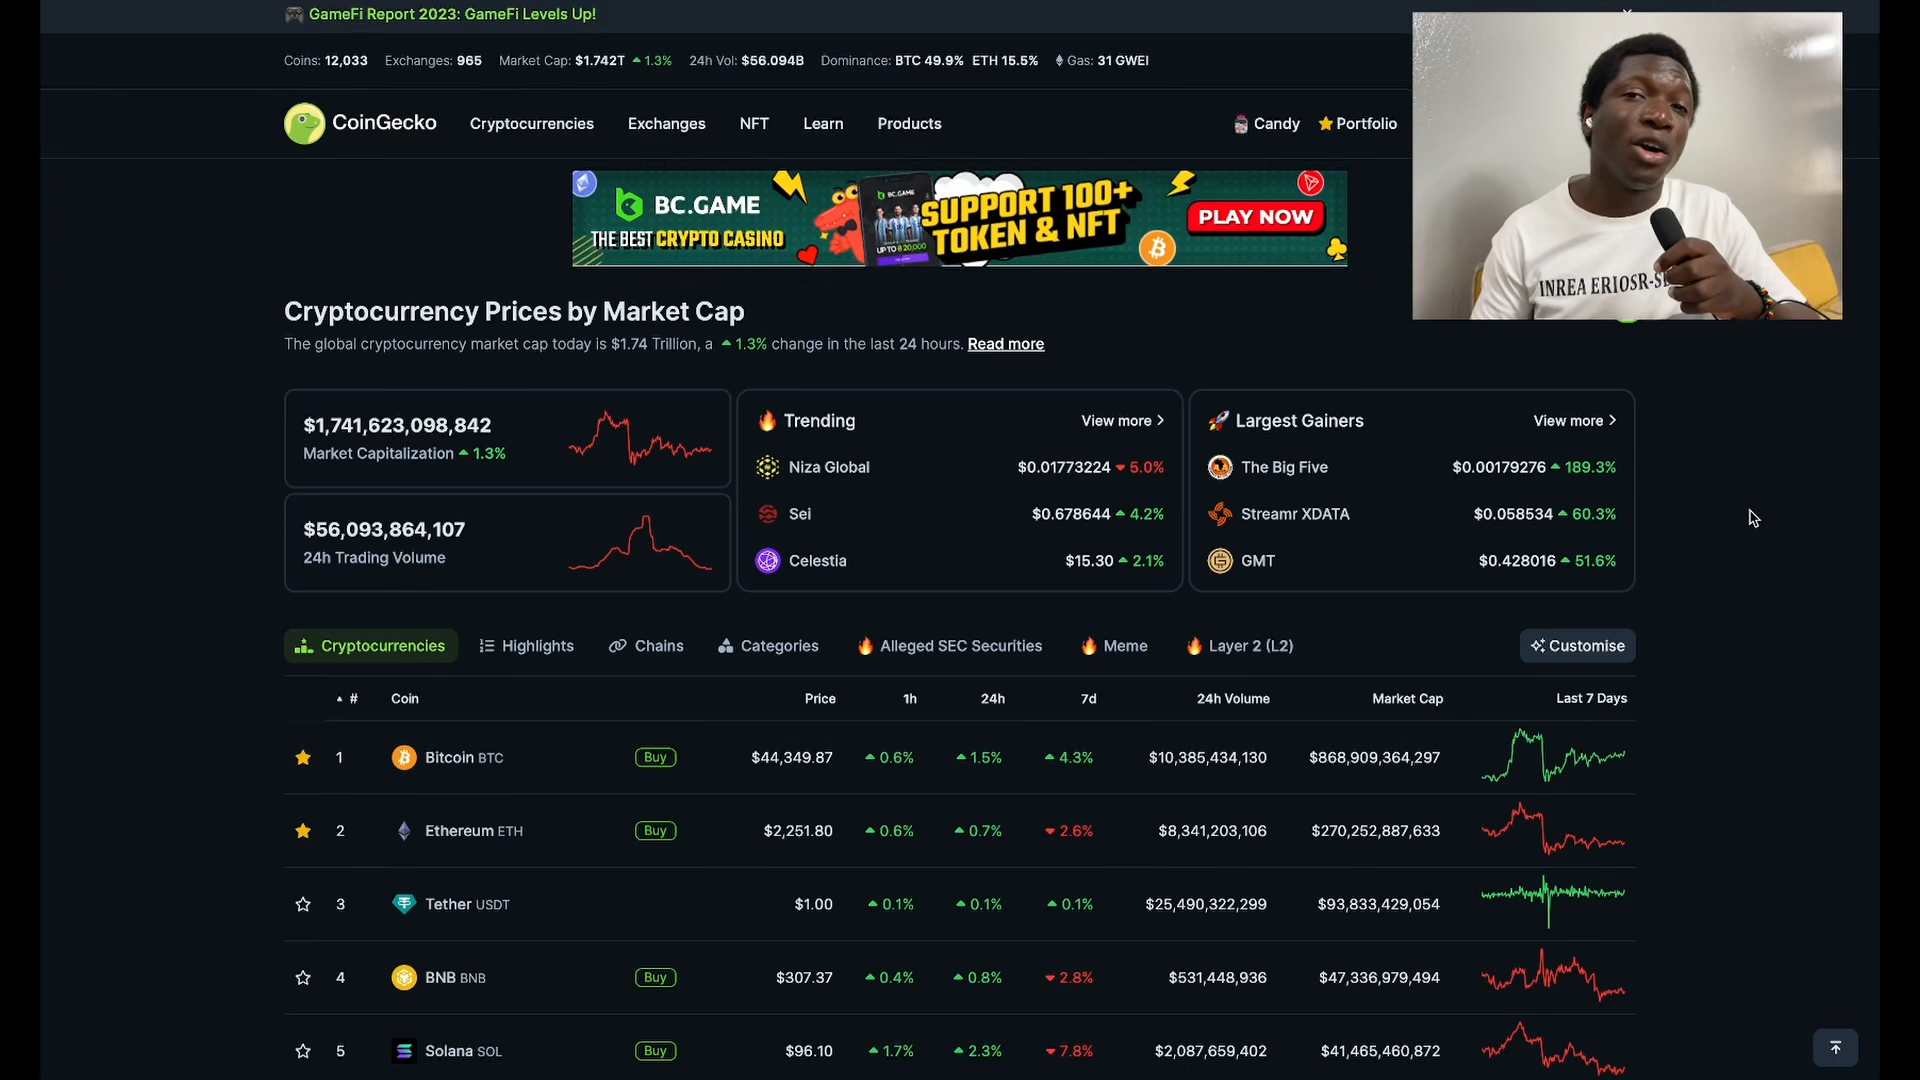 GameFi Report 2023: GameFi Levels Up!
Coins: 12,033 Exchanges: 965 Market Cap: $1.742T 1.3% 24h Vol: $56.094B Dominance: BTC 49.9% ETH 15.5% Gas: 31 GWEI
CoinGecko Cryptocurrencies Exchanges NFT Learn Products Candy Portfolio
BC.GAME
THE BEST CRYPTO CASINO
BC.GAME
UP TO ₿ 20,000
SUPPORT 100+
TOKEN & NFT
PLAY NOW
INREA ERIOSR-S
Cryptocurrency Prices by Market Cap
The global cryptocurrency market cap today is $1.74 Trillion, a 1.3% change in the last 24 hours. Read more
$1,741,623,098,842
Market Capitalization 1.3%
$56,093,864,107
24h Trading Volume
Trending View more
Niza Global $0.01773224 5.0%
Sei $0.678644 4.2%
Celestia $15.30 2.1%
Largest Gainers View more
The Big Five $0.00179276 189.3%
Streamr XDATA $0.058534 60.3%
GMT $0.428016 51.6%
Cryptocurrencies Highlights Chains Categories Alleged SEC Securities Meme Layer 2 (L2) Customise
# Coin Price 1h 24h 7d 24h Volume Market Cap Last 7 Days
1 Bitcoin BTC Buy $44,349.87 0.6% 1.5% 4.3% $10,385,434,130 $868,909,364,297
2 Ethereum ETH Buy $2,251.80 0.6% 0.7% 2.6% $8,341,203,106 $270,252,887,633
3 Tether USDT $1.00 0.1% 0.1% 0.1% $25,490,322,299 $93,833,429,054
4 BNB BNB Buy $307.37 0.4% 0.8% 2.8% $531,448,936 $47,336,979,494
5 Solana SOL Buy $96.10 1.7% 2.3% 7.8% $2,087,659,402 $41,465,460,872